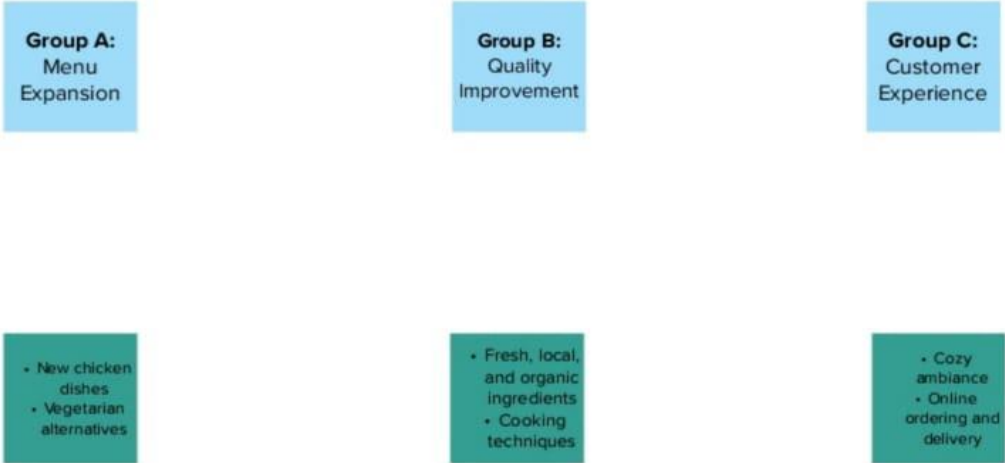 Group A:
Menu
Expansion
Group B:
Quality
Improvement
Group C:
Customer
Experience
• New chicken
dishes
• Vegetarian
alternatives
• Fresh, local,
and organic
ingredients
• Cooking
techniques
• Cozy
ambiance
• Online
ordering and
delivery